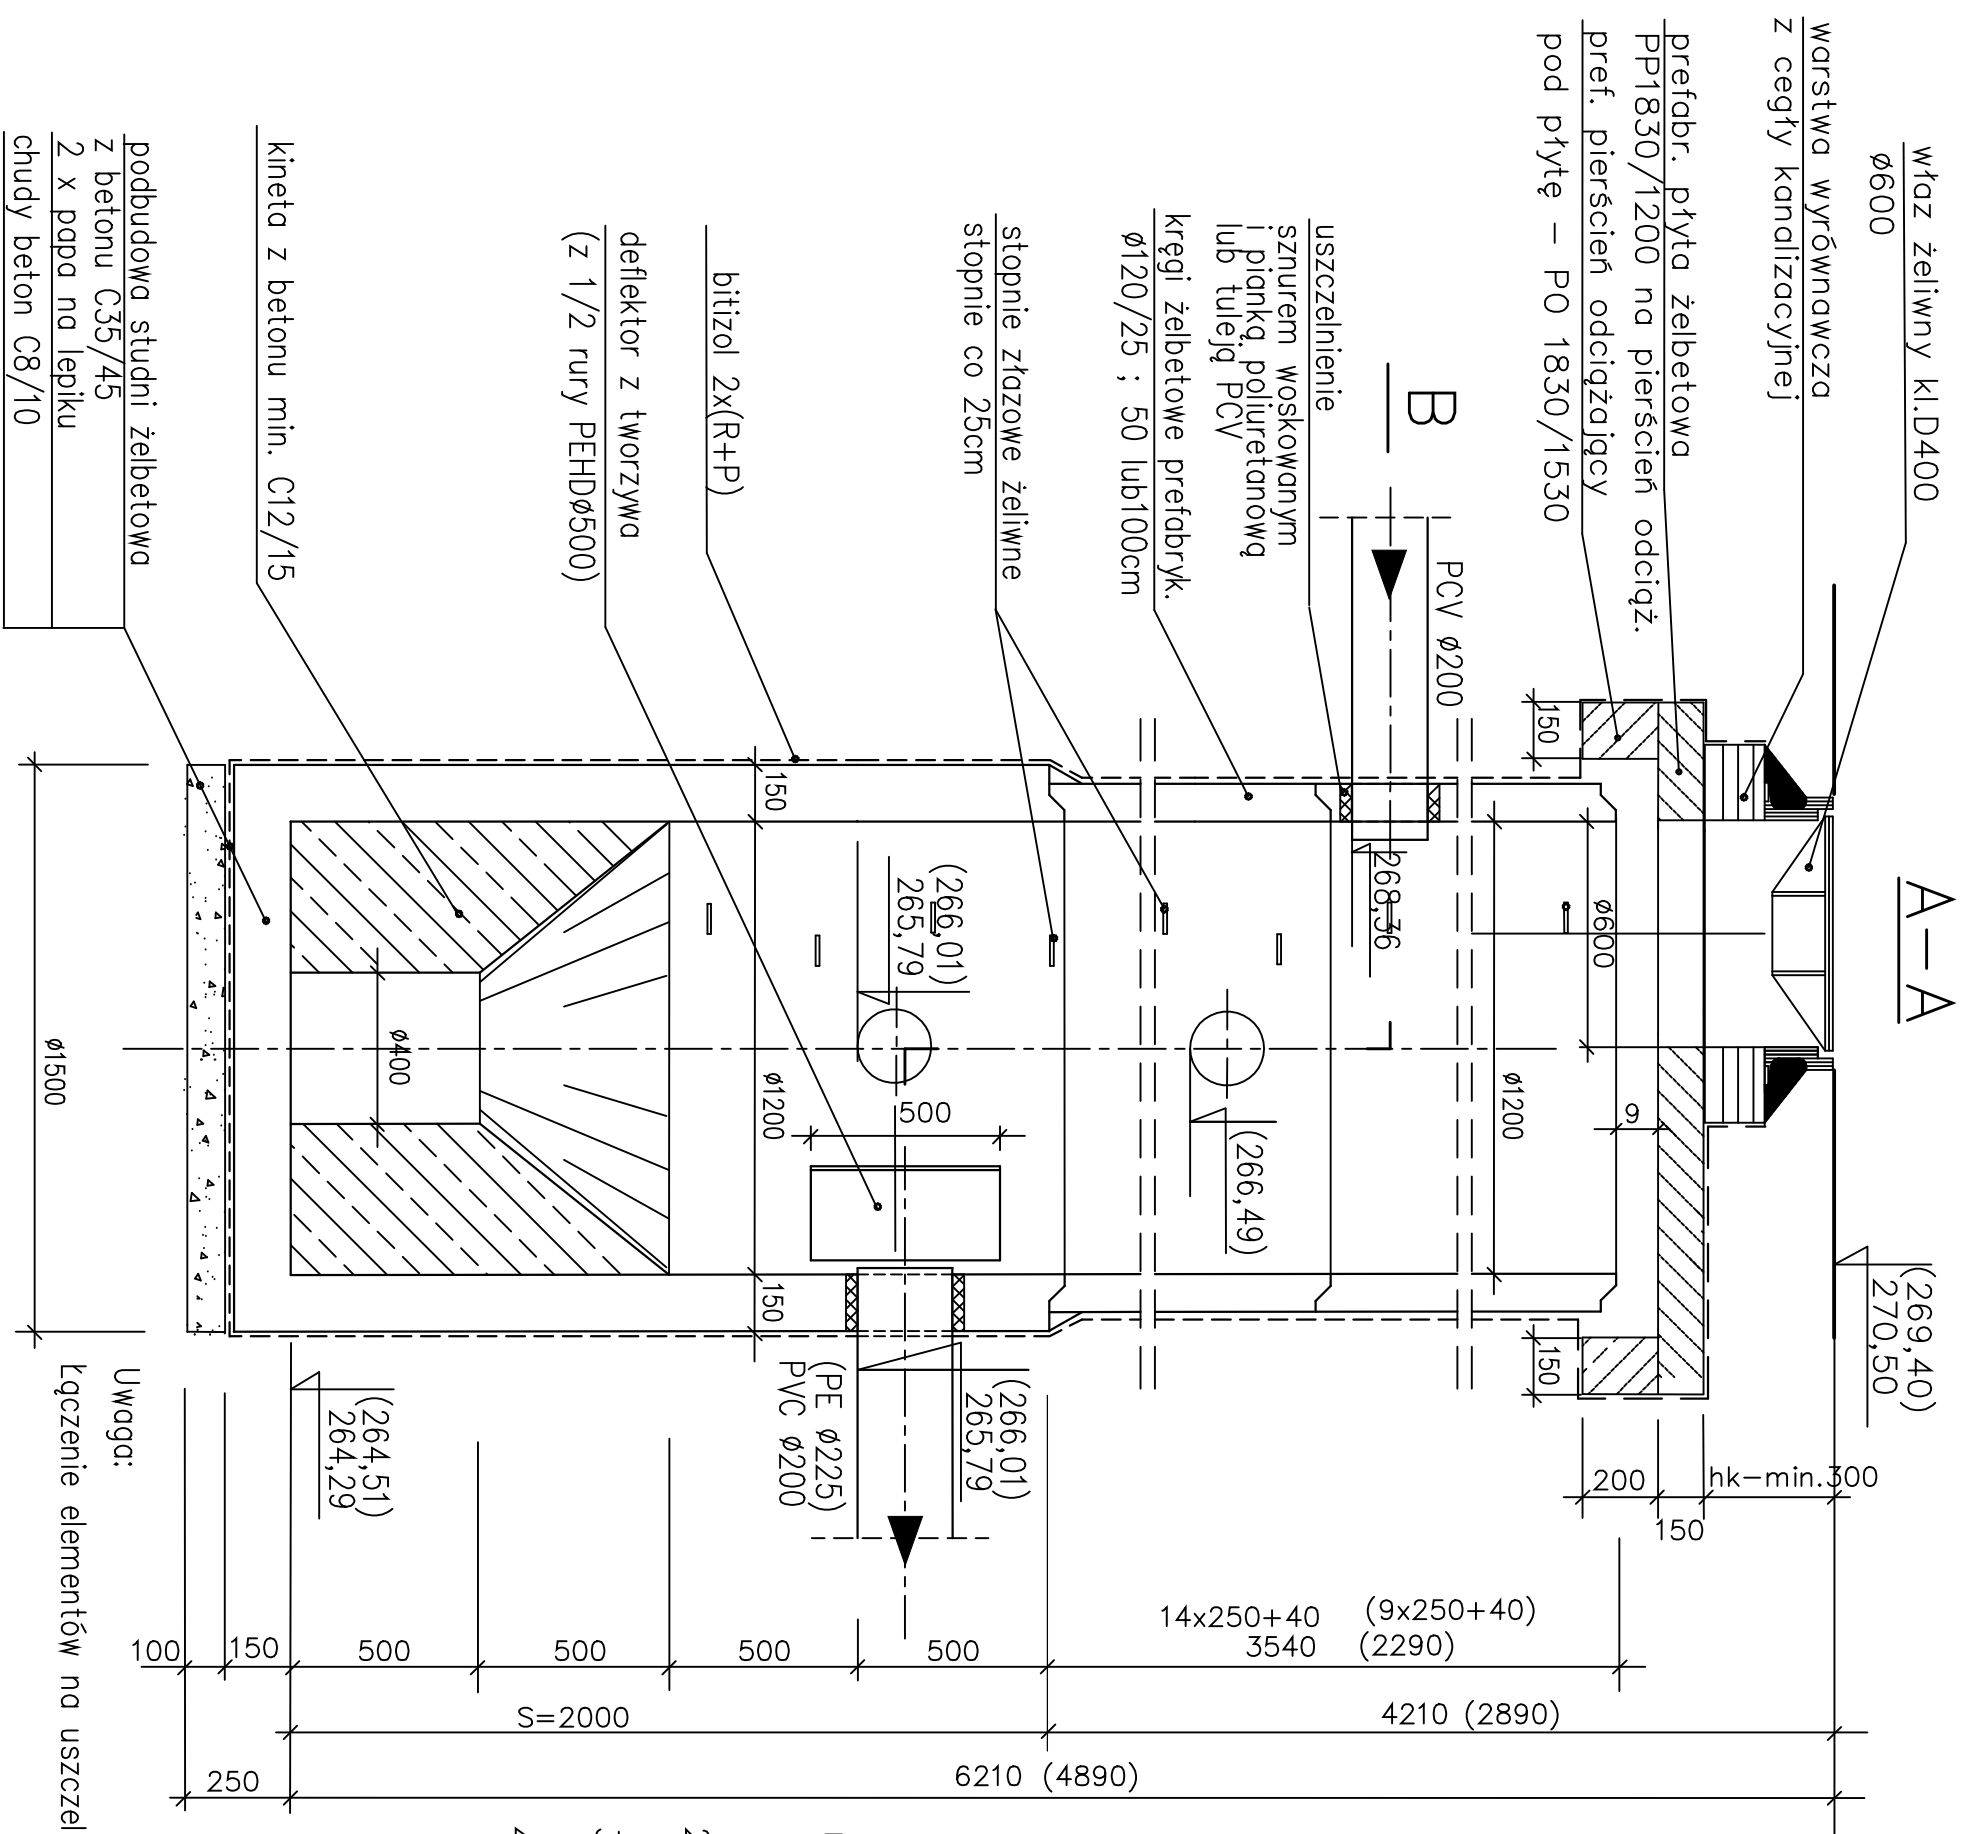 A-A
właz żeliwny kl.D400
ø600
warstwa wyrównawcza
z cegły kanalizacyjnej
prefabr. płyta żelbetowa
PP1830/1200 na pierścień odciąż.
pref. pierścień odciążający
pod płytę - PO 1830/1530
B
PCV ø200
uszczelnienie
sznurem woskowanym
i pianką poliuretanową
lub tuleją PCV
kręgi żelbetowe prefabryk.
ø120/25 ; 50 lub100cm
stopnie złazowe żeliwne
stopnie co 25cm
bitizol 2x(R+P)
deflektor z tworzywa
(z 1/2 rury PEHDø500)
kineta z betonu min. C12/15
podbudowa studni żelbetowa
z betonu C35/45
2 x papa na lepiku
chudy beton C8/10
(269,40)
270,50
hk-min.300
150
200
150
150
ø600
9
ø1200
268,36
(266,49)
(266,01)
265,79
500
(266,01)
265,79
(PE ø225)
PVC ø200
150
ø1200
150
ø400
(264,51)
264,29
ø1500
14x250+40 (9x250+40)
3540 (2290)
500
500
500
500
150
100
4210 (2890)
S=2000
6210 (4890)
250
Uwaga:
Łączenie elementów na uszczel